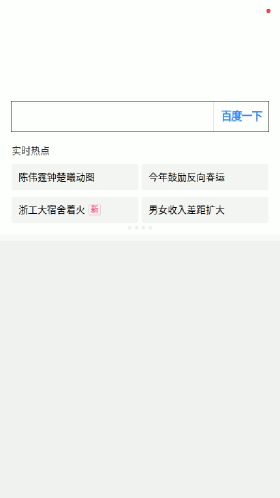 百度一下
实时热点
陈伟霆钟楚曦动图
今年鼓励反向春运
浙工大宿舍着火 新
男女收入差距扩大